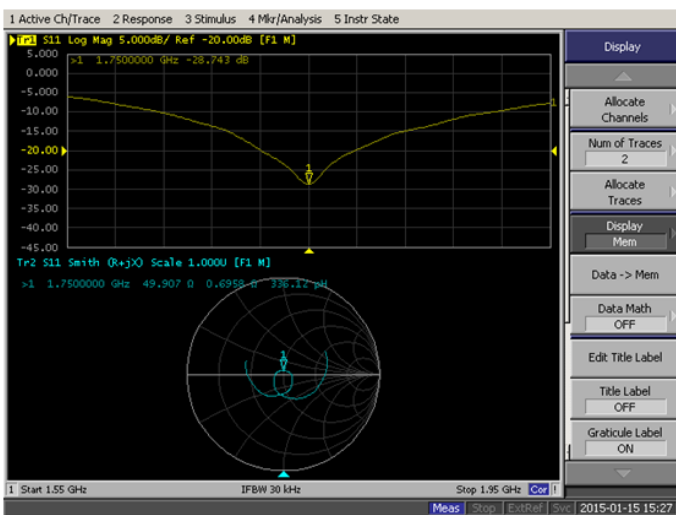 1 Active Ch/Trace 2 Response 3 Stimulus 4 Mkr/Analysis 5 Instr State
Tr1 S11 Log Mag 5.000dB/ Ref -20.00dB [F1 M]
>1 1.7500000 GHz -28.743 dB
5.000
0.000
-5.000
-10.00
-15.00
-20.00
-25.00
-30.00
-35.00
-40.00
-45.00
1
1
Tr2 S11 Smith (R+jX) Scale 1.000U [F1 M]
>1 1.7500000 GHz 49.907 Ω 3.6958 Ω 336.12 pH
1
1 Start 1.55 GHz
IFBW 30 kHz
Stop 1.95 GHz Cor !
Display
Allocate
Channels
Num of Traces
2
Allocate
Traces
Display
Mem
Data -> Mem
Data Math
OFF
Edit Title Label
Title Label
OFF
Graticule Label
ON
Meas Stop ExtRef Svc 2015-01-15 15:27